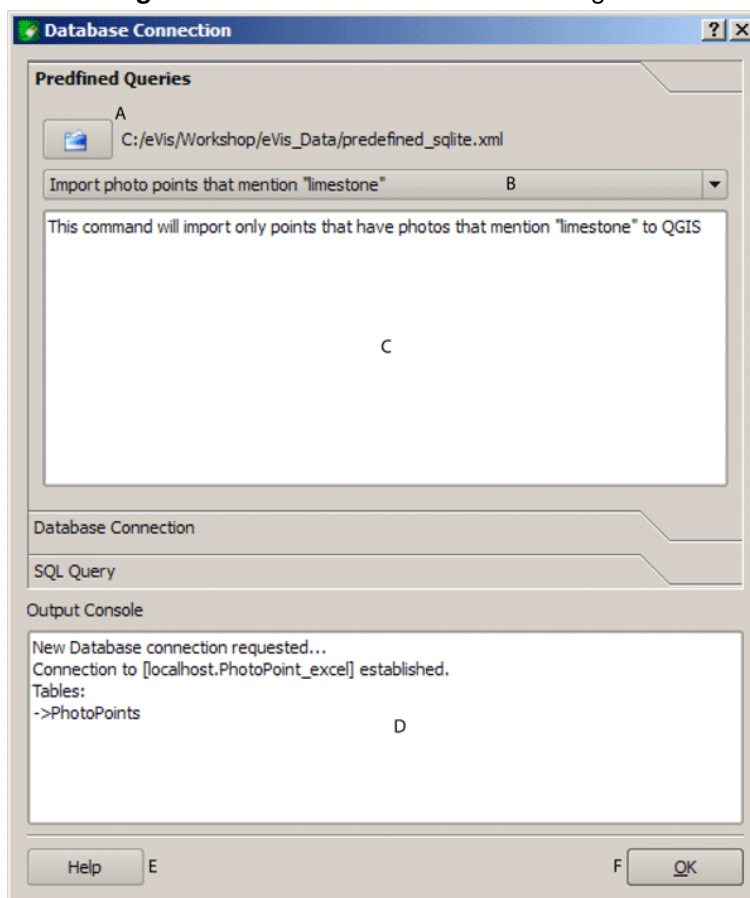 Database Connection
Predfined Queries
A
C:/eVis/Workshop/eVis_Data/predefined_sqlite.xml
Import photo points that mention "limestone" B
This command will import only points that have photos that mention "limestone" to QGIS
C
Database Connection
SQL Query
Output Console
New Database connection requested...
Connection to [localhost.PhotoPoint_excel] established.
Tables:
->PhotoPoints
D
Help E F OK